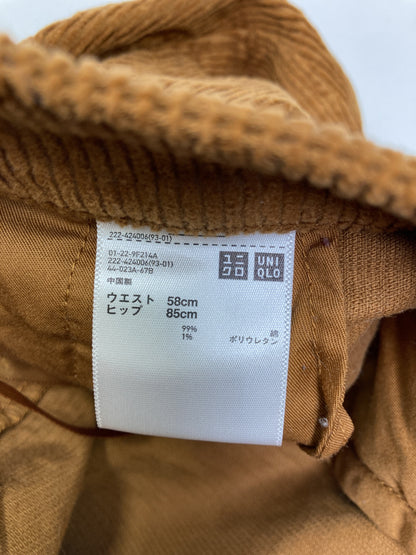 222-424006(93-01)
01-22-9F214A
222-424006(93-01)
44-023A-67B
中国製
ユニ
クロ
UNI
QLO
ウエスト 58cm
ヒップ 85cm
99% 綿
1% ポリウレタン